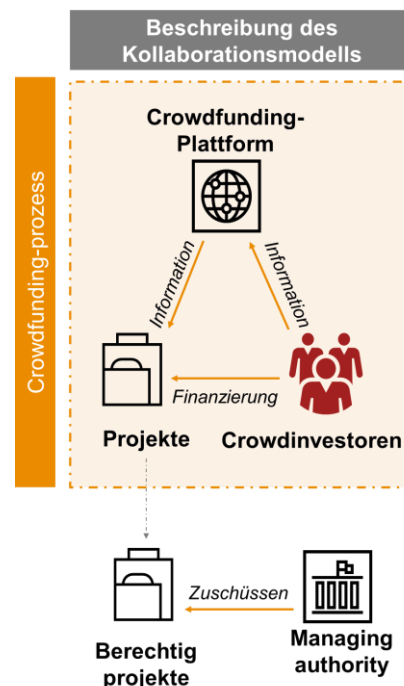 Beschreibung des
Kollaborationsmodells
Crowdfunding-prozess
Crowdfunding-
Plattform
Information
Information
Finanzierung
Projekte
Crowdinvestoren
Zuschüssen
Berechtig
projekte
Managing
authority